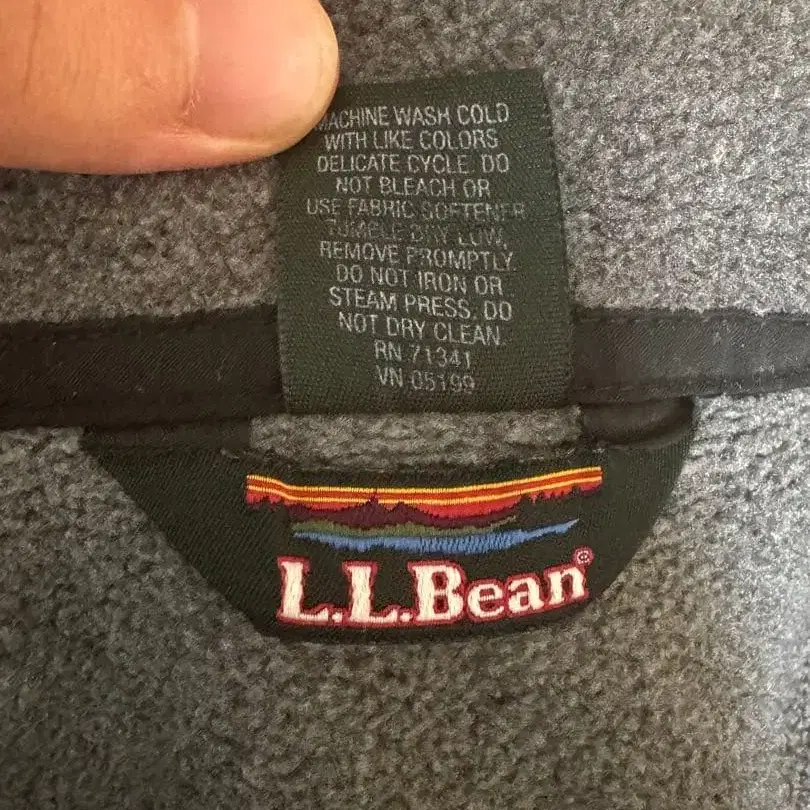 MACHINE WASH COLD
WITH LIKE COLORS
DELICATE CYCLE. DO
NOT BLEACH OR
USE FABRIC SOFTENER
TUMBLE DRY LOW,
REMOVE PROMPTLY.
DO NOT IRON OR
STEAM PRESS. DO
NOT DRY CLEAN.
RN 71341
VN 05199
L.L.Bean®